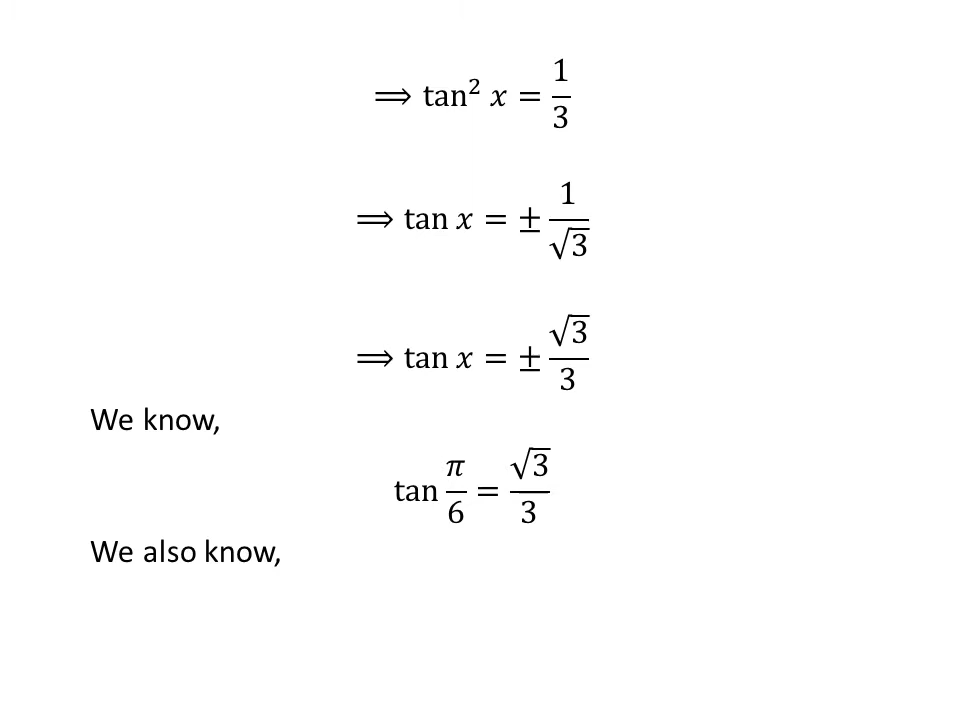 ⟹ tan² 𝑥 = 1/3
⟹ tan 𝑥 = ± 1/√3
⟹ tan 𝑥 = ± √3/3
We know,
tan 𝜋/6 = √3/3
We also know,